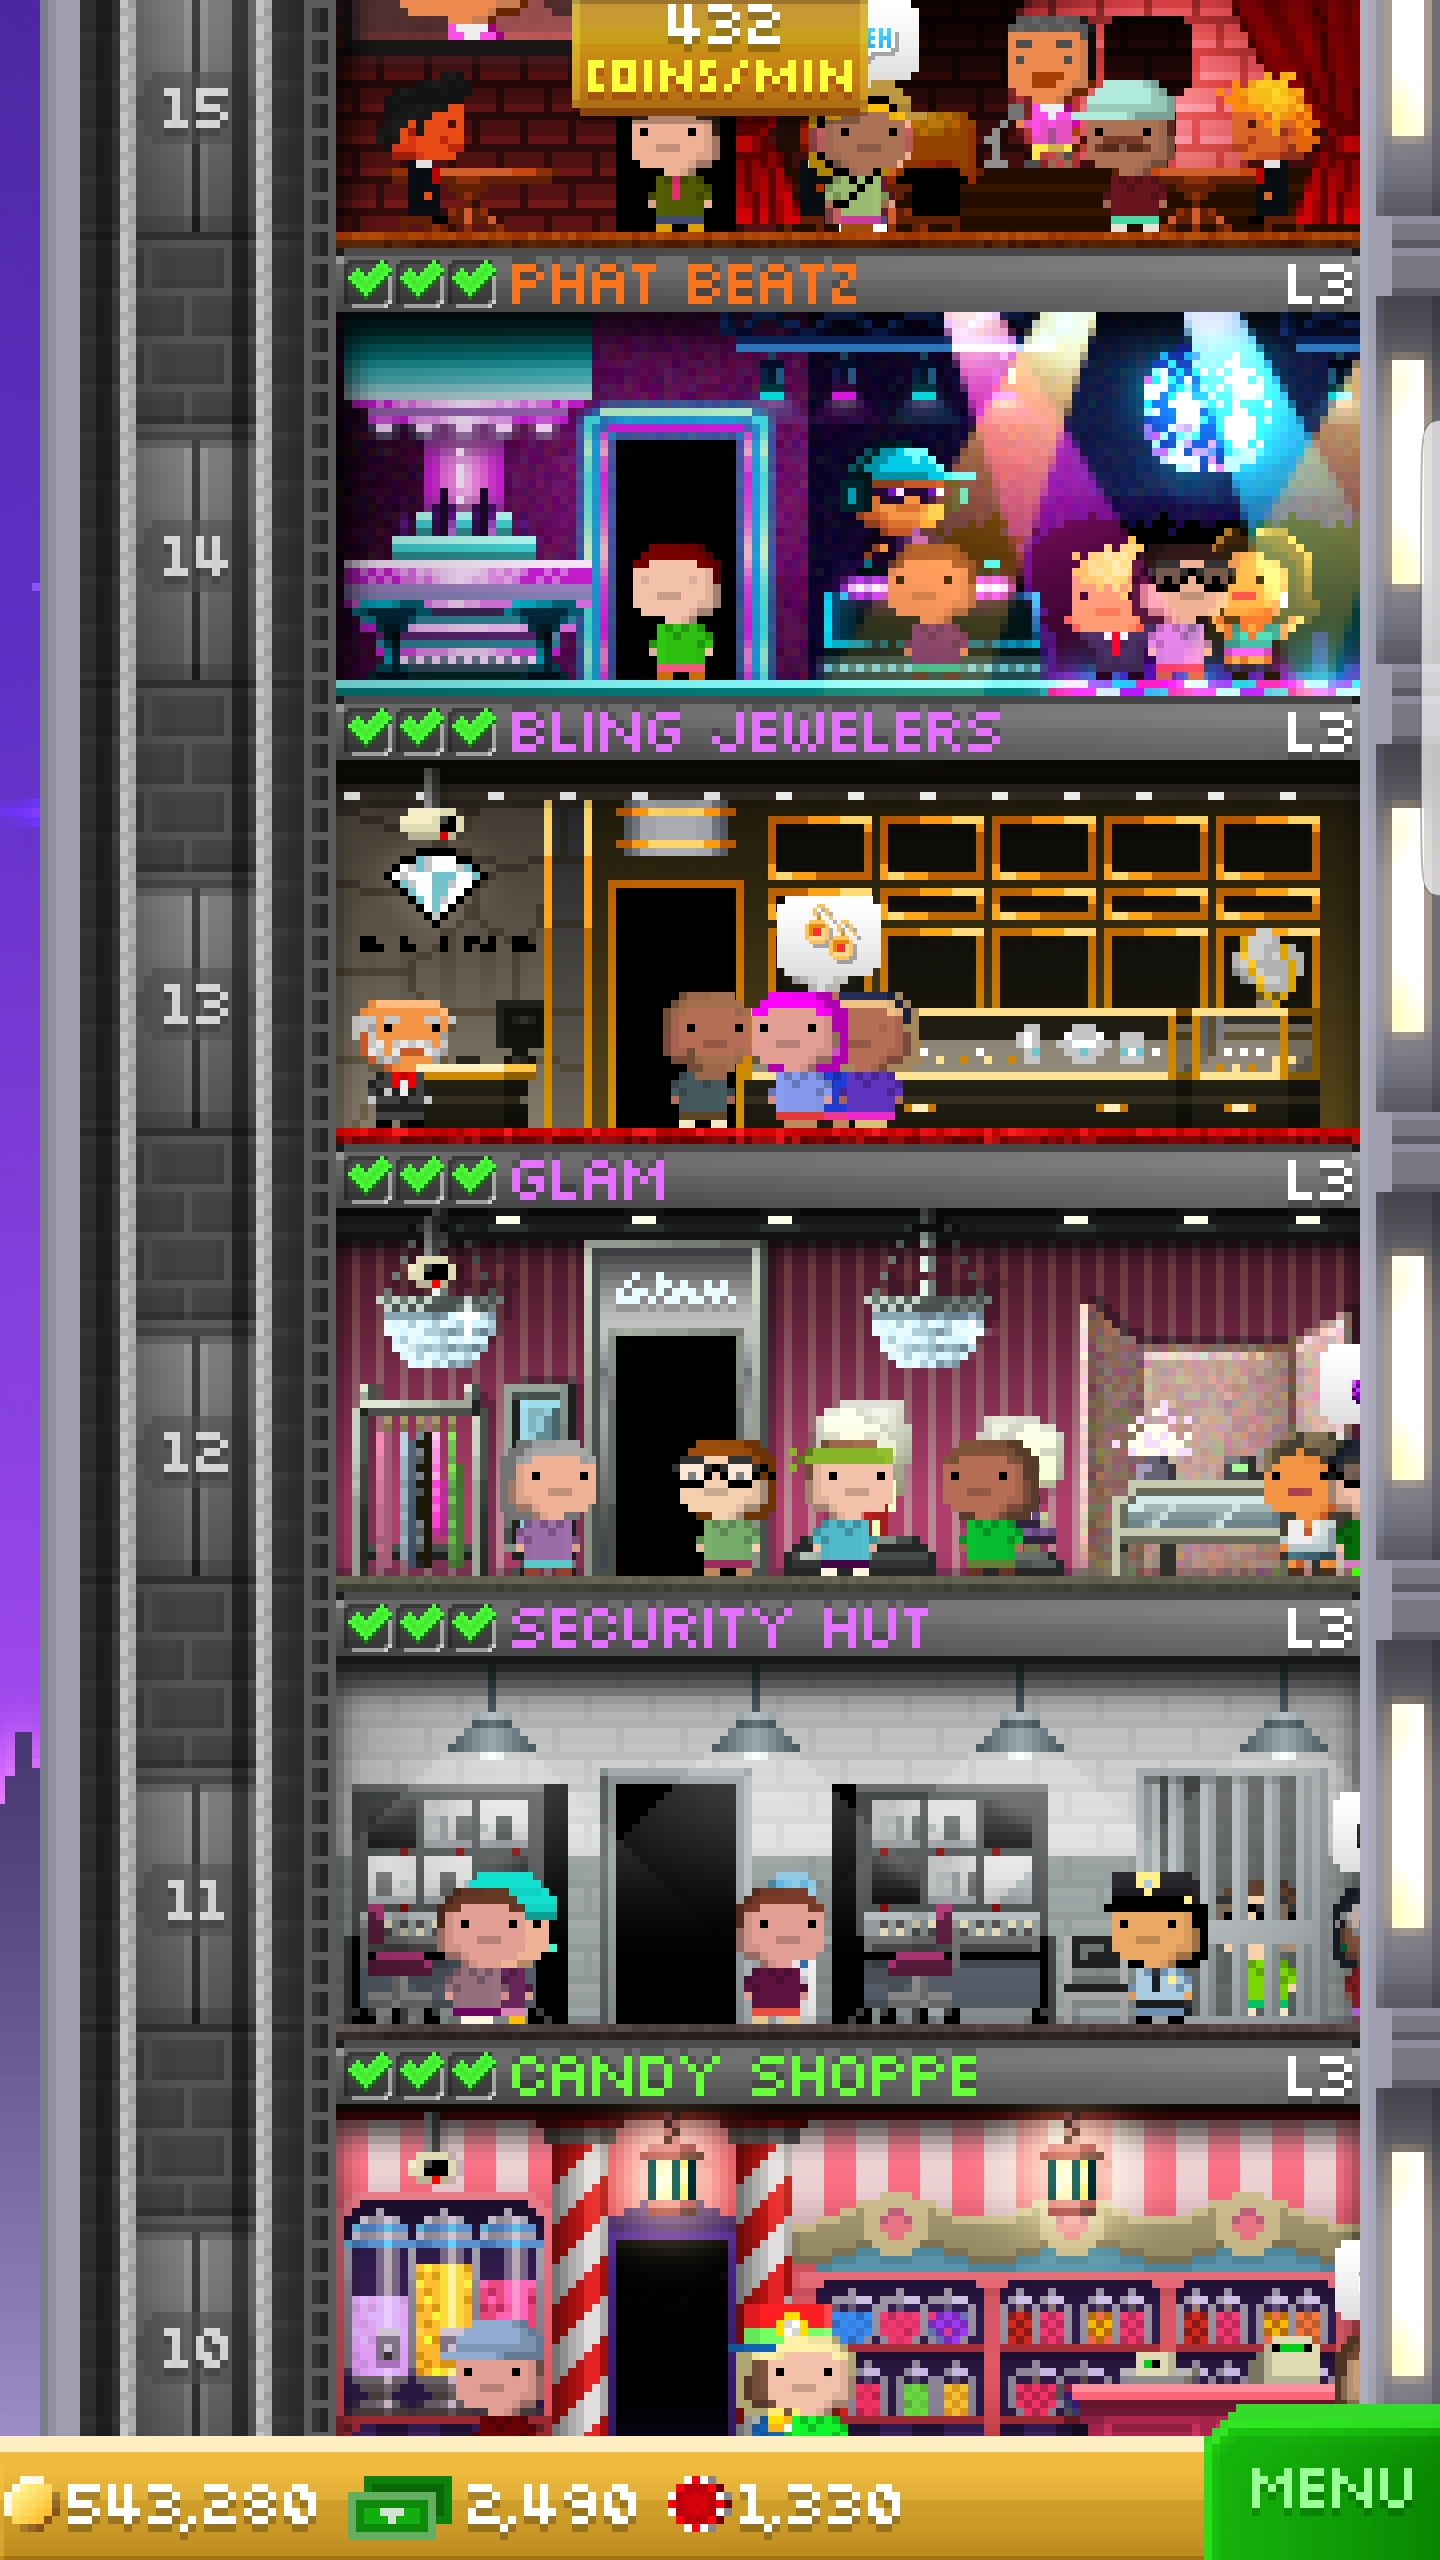 432
COINS/MIN
EH
15
PHAT BEATZ L3
14
BLING JEWELERS L3
BLING
13
GLAM L3
Glam
12
SECURITY HUT L3
11
CANDY SHOPPE L3
10
543,280 2,490 1,330 MENU